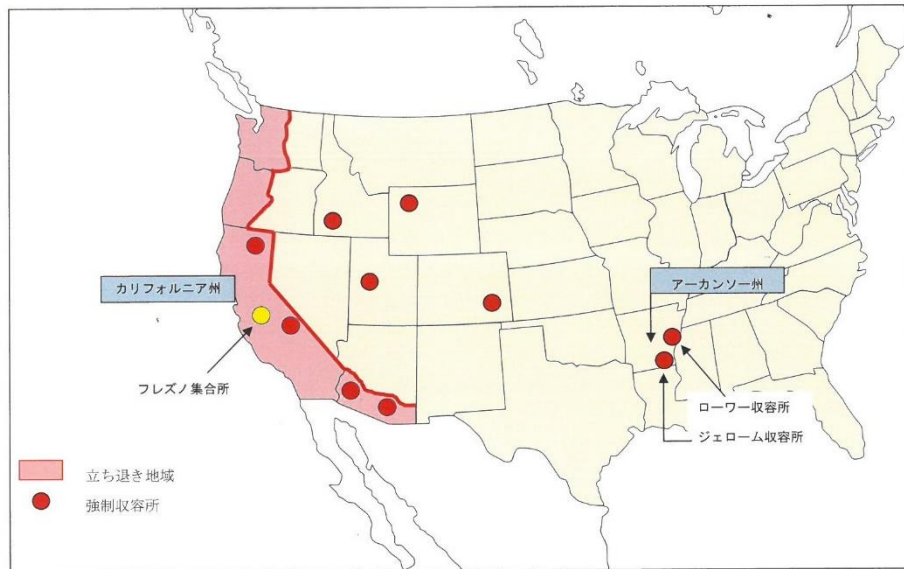 カリフォルニア州
アーカンソー州
フレズノ集合所
ローワー収容所
ジェローム収容所
立ち退き地域
強制収容所